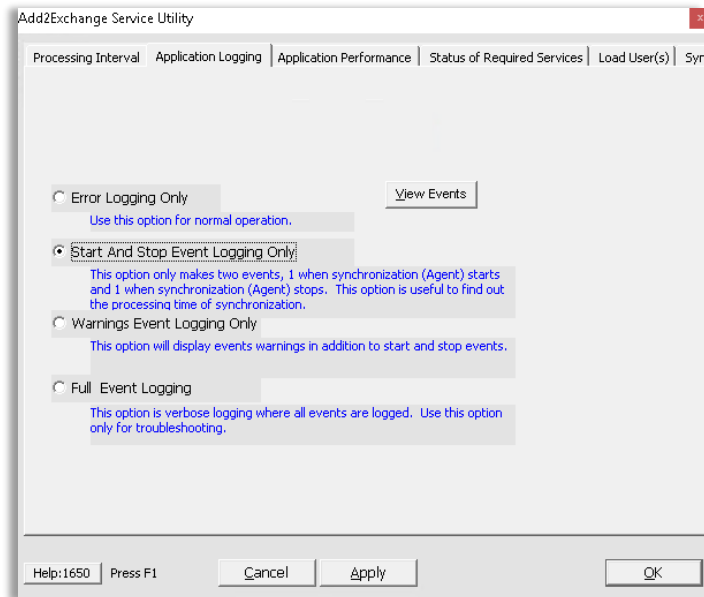 Add2Exchange Service Utility
x
Processing Interval Application Logging Application Performance Status of Required Services Load User(s) Syn
Error Logging Only
View Events
Use this option for normal operation.
Start And Stop Event Logging Only
This option only makes two events, 1 when synchronization (Agent) starts
and 1 when synchronization (Agent) stops. This option is useful to find out
the processing time of synchronization.
Warnings Event Logging Only
This option will display events warnings in addition to start and stop events.
Full Event Logging
This option is verbose logging where all events are logged. Use this option
only for troubleshooting.
Help:1650 Press F1 Cancel Apply OK